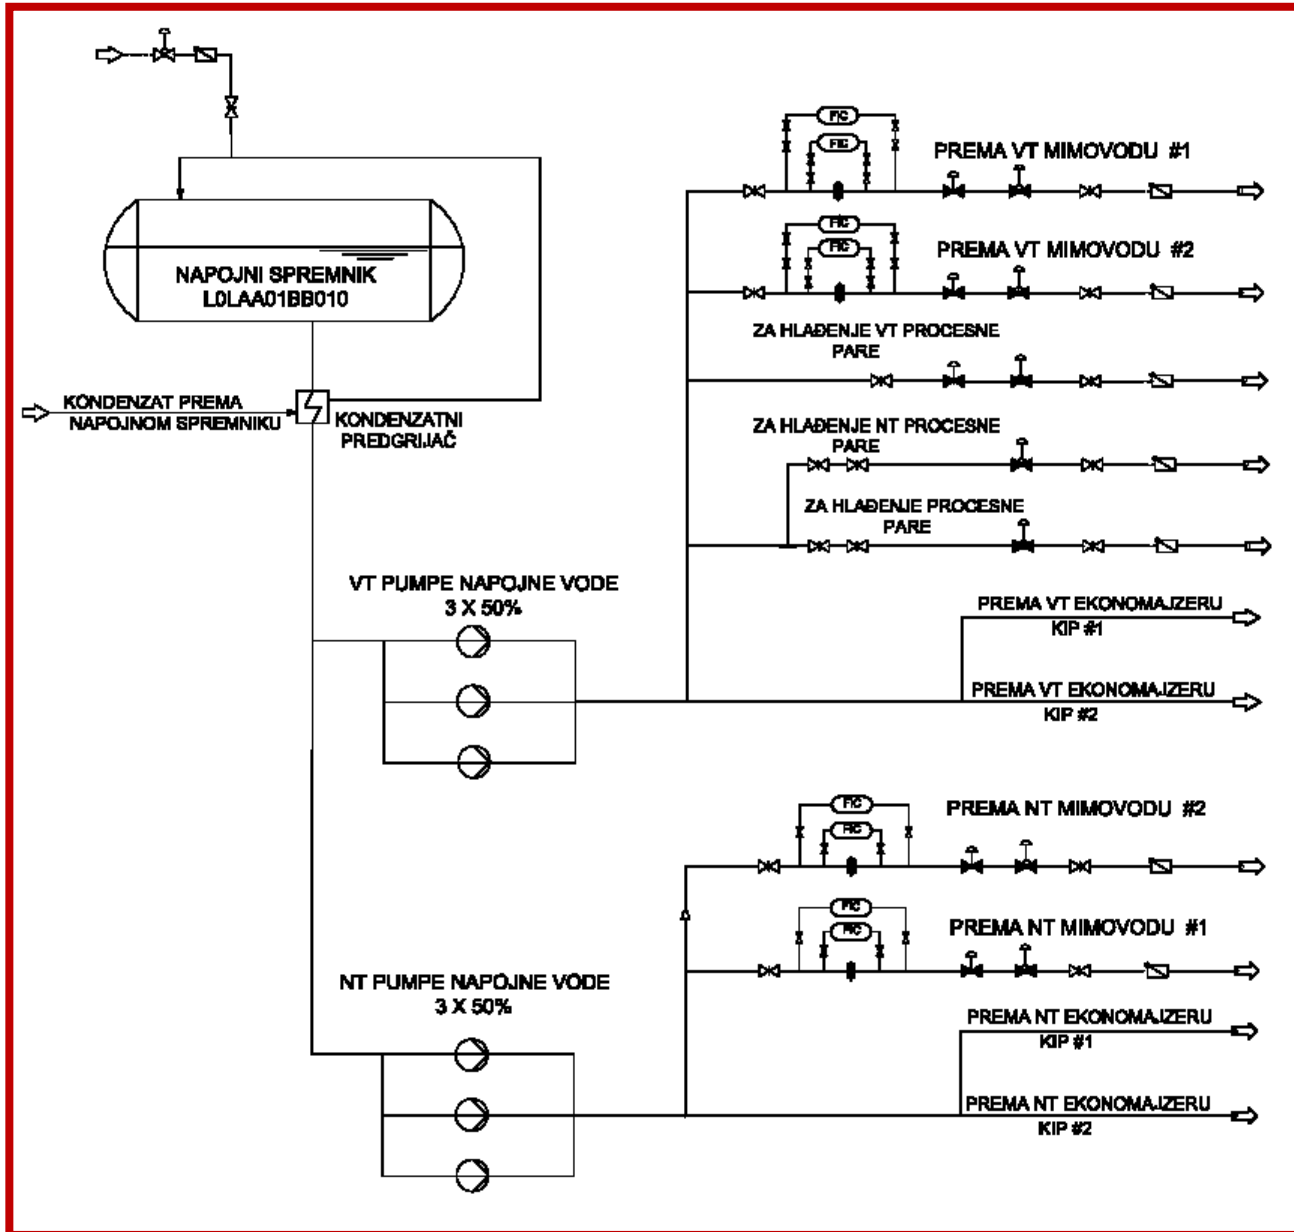 FIC
FIC
PREMA VT MIMOVODU #1
FIC
FIC
PREMA VT MIMOVODU #2
NAPOJNI SPREMNIK
L0LAA01BB010
ZA HLAĐENJE VT PROCESNE
PARE
KONDENZAT PREMA
NAPOJNOM SPREMNIKU
KONDENZATNI
PREDGRIJAČ
ZA HLAĐENJE NT PROCESNE
PARE
ZA HLAĐENJE PROCESNE
PARE
VT PUMPE NAPOJNE VODE
3 X 50%
PREMA VT EKONOMAJZERU
KIP #1
PREMA VT EKONOMAJZERU
KIP #2
FIC
FIC
PREMA NT MIMOVODU #2
FIC
FIC
PREMA NT MIMOVODU #1
NT PUMPE NAPOJNE VODE
3 X 50%
PREMA NT EKONOMAJZERU
KIP #1
PREMA NT EKONOMAJZERU
KIP #2